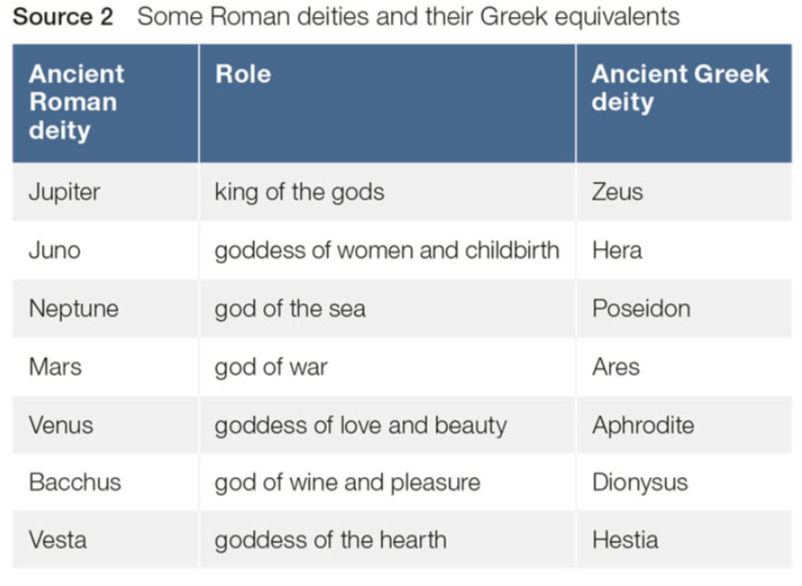 Source 2 Some Roman deities and their Greek equivalents
Ancient Roman deity Role Ancient Greek deity
Jupiter king of the gods Zeus
Juno goddess of women and childbirth Hera
Neptune god of the sea Poseidon
Mars god of war Ares
Venus goddess of love and beauty Aphrodite
Bacchus god of wine and pleasure Dionysus
Vesta goddess of the hearth Hestia